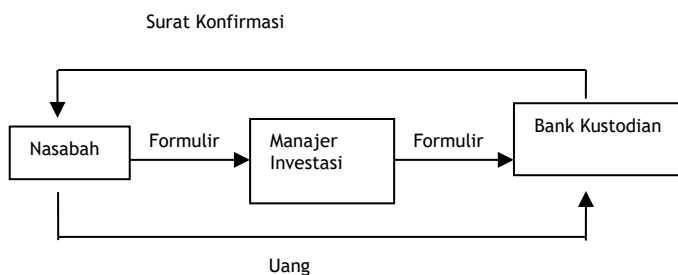 Surat Konfirmasi
Nasabah
Formulir
Manajer
Investasi
Formulir
Bank Kustodian
Uang